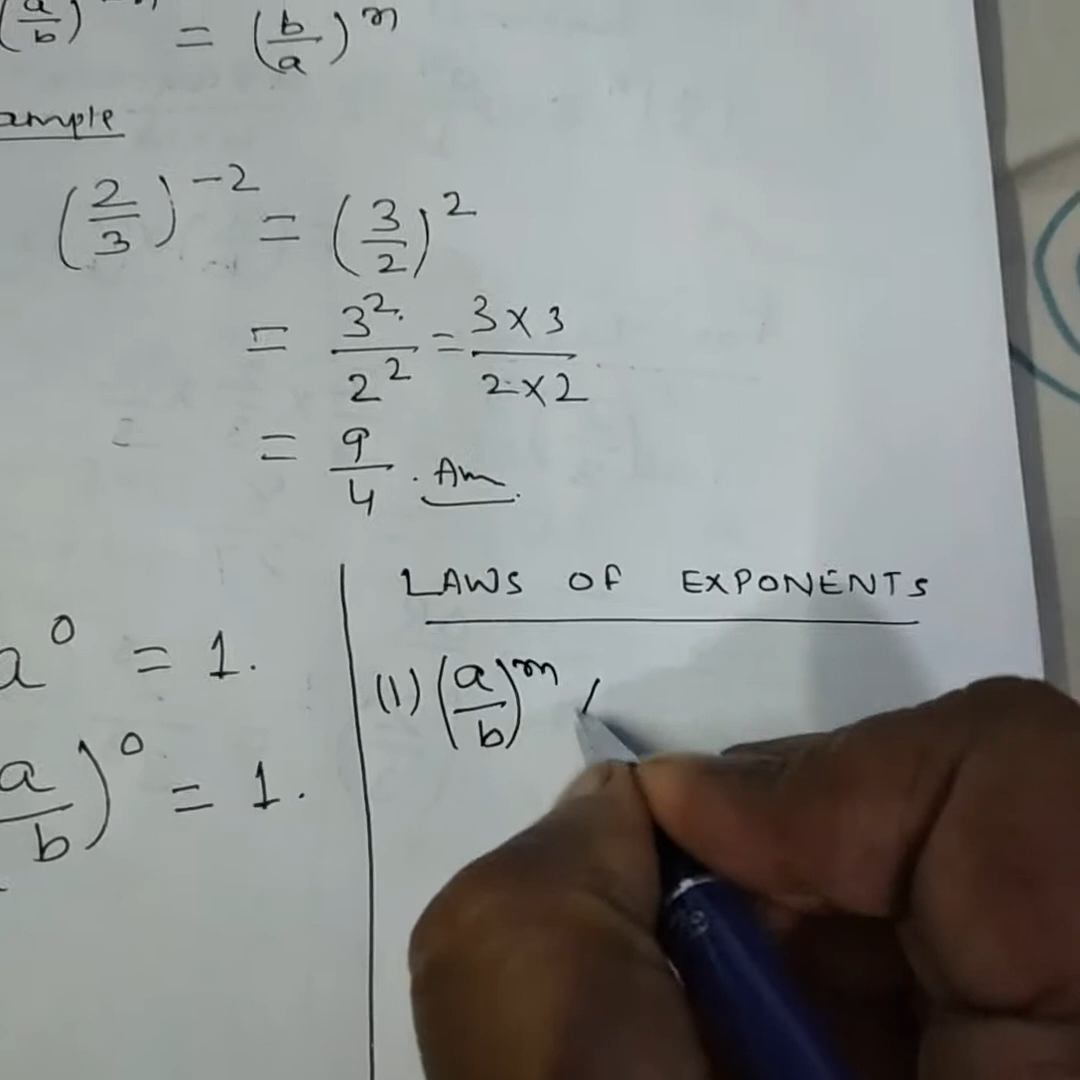 (a/b) = (b/a)^m
ample
(2/3)^-2 = (3/2)^2
= 3^2/2^2 = 3×3/2×2
= 9/4 . Ans.
a^0 = 1.
a/b)^0 = 1.
LAWS OF EXPONENTS
(1) (a/b)^m